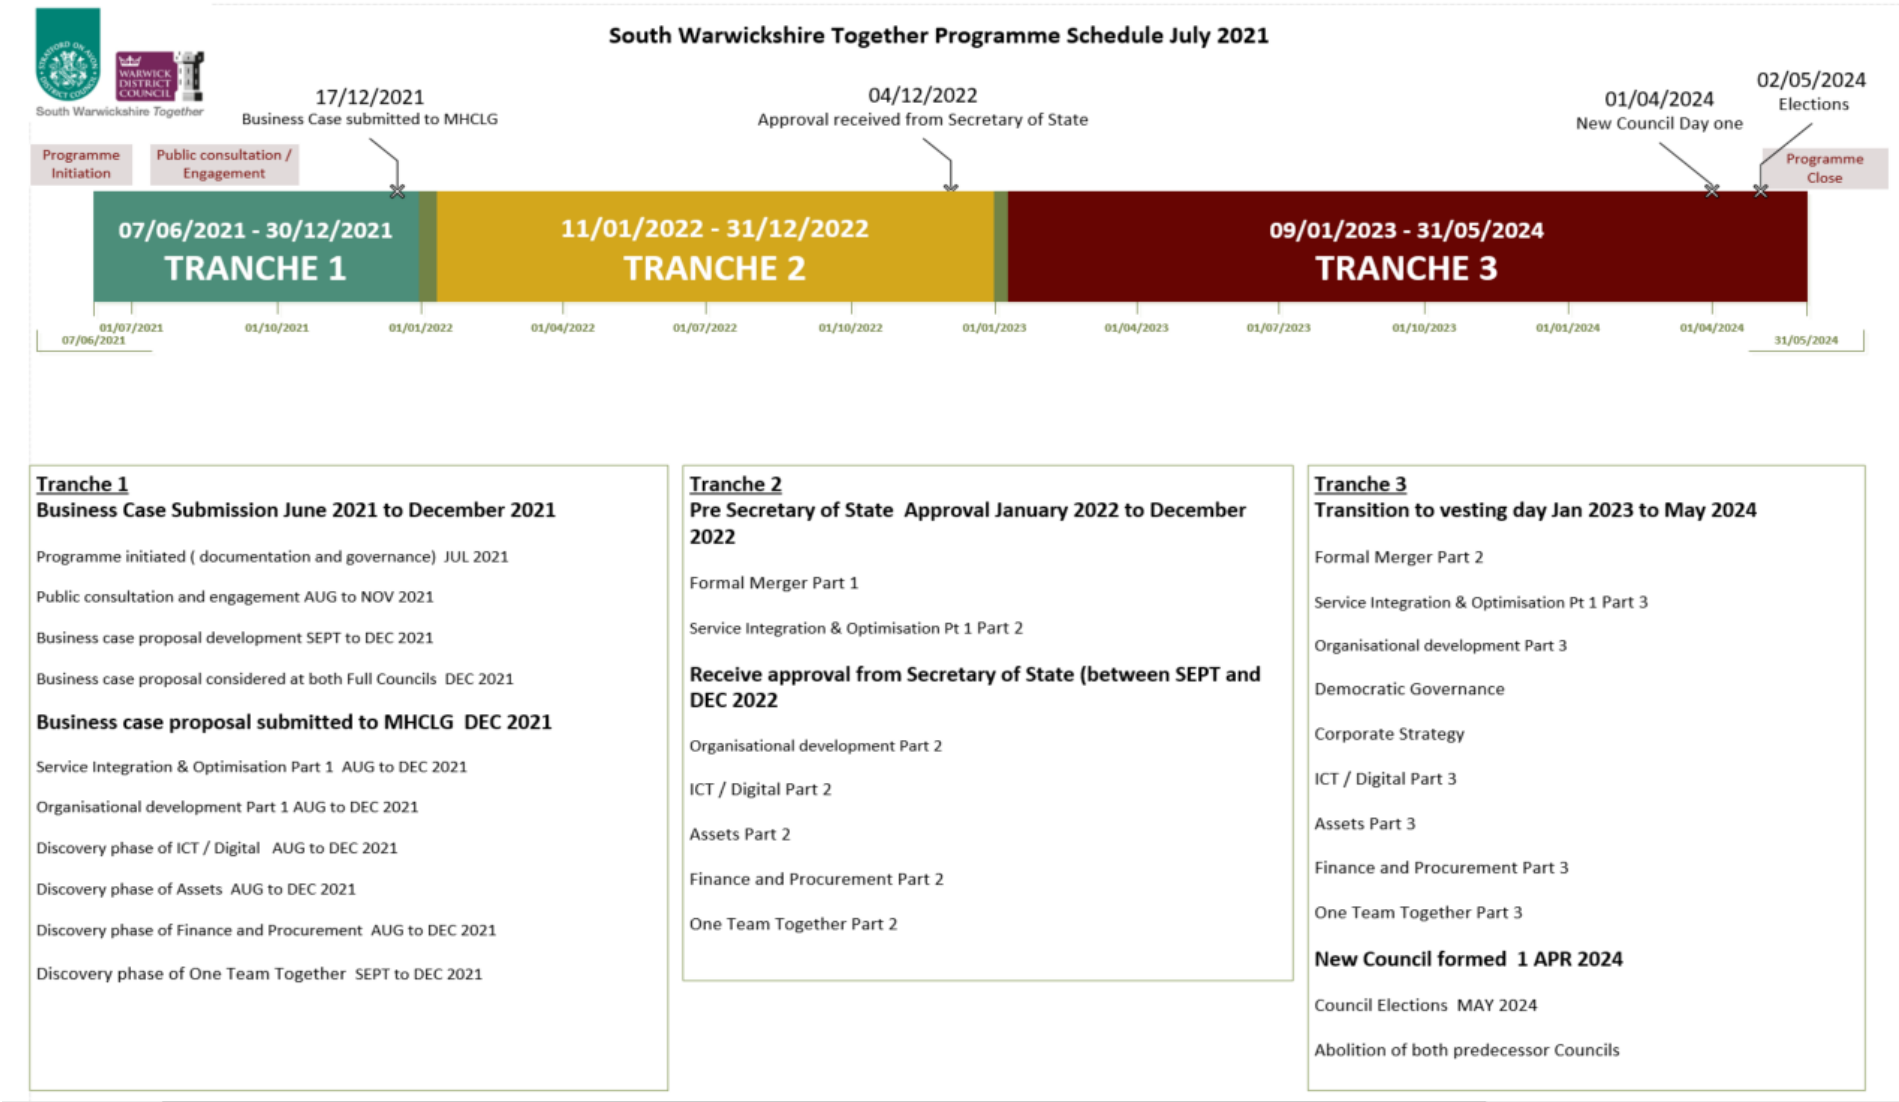 South Warwickshire Together Programme Schedule July 2021
STRATFORD ON AVON
DISTRICT COUNCIL
WARWICK
DISTRICT
COUNCIL
South Warwickshire Together
17/12/2021
Business Case submitted to MHCLG
04/12/2022
Approval received from Secretary of State
01/04/2024
New Council Day one
02/05/2024
Elections
Programme
Initiation
Public consultation /
Engagement
Programme
Close
07/06/2021 - 30/12/2021
TRANCHE 1
11/01/2022 - 31/12/2022
TRANCHE 2
09/01/2023 - 31/05/2024
TRANCHE 3
01/07/2021
01/10/2021
01/01/2022
01/04/2022
01/07/2022
01/10/2022
01/01/2023
01/04/2023
01/07/2023
01/10/2023
01/01/2024
01/04/2024
07/06/2021
31/05/2024
Tranche 1
Business Case Submission June 2021 to December 2021
Programme initiated ( documentation and governance) JUL 2021
Public consultation and engagement AUG to NOV 2021
Business case proposal development SEPT to DEC 2021
Business case proposal considered at both Full Councils DEC 2021
Business case proposal submitted to MHCLG DEC 2021
Service Integration & Optimisation Part 1 AUG to DEC 2021
Organisational development Part 1 AUG to DEC 2021
Discovery phase of ICT / Digital AUG to DEC 2021
Discovery phase of Assets AUG to DEC 2021
Discovery phase of Finance and Procurement AUG to DEC 2021
Discovery phase of One Team Together SEPT to DEC 2021
Tranche 2
Pre Secretary of State Approval January 2022 to December
2022
Formal Merger Part 1
Service Integration & Optimisation Pt 1 Part 2
Receive approval from Secretary of State (between SEPT and
DEC 2022
Organisational development Part 2
ICT / Digital Part 2
Assets Part 2
Finance and Procurement Part 2
One Team Together Part 2
Tranche 3
Transition to vesting day Jan 2023 to May 2024
Formal Merger Part 2
Service Integration & Optimisation Pt 1 Part 3
Organisational development Part 3
Democratic Governance
Corporate Strategy
ICT / Digital Part 3
Assets Part 3
Finance and Procurement Part 3
One Team Together Part 3
New Council formed 1 APR 2024
Council Elections MAY 2024
Abolition of both predecessor Councils